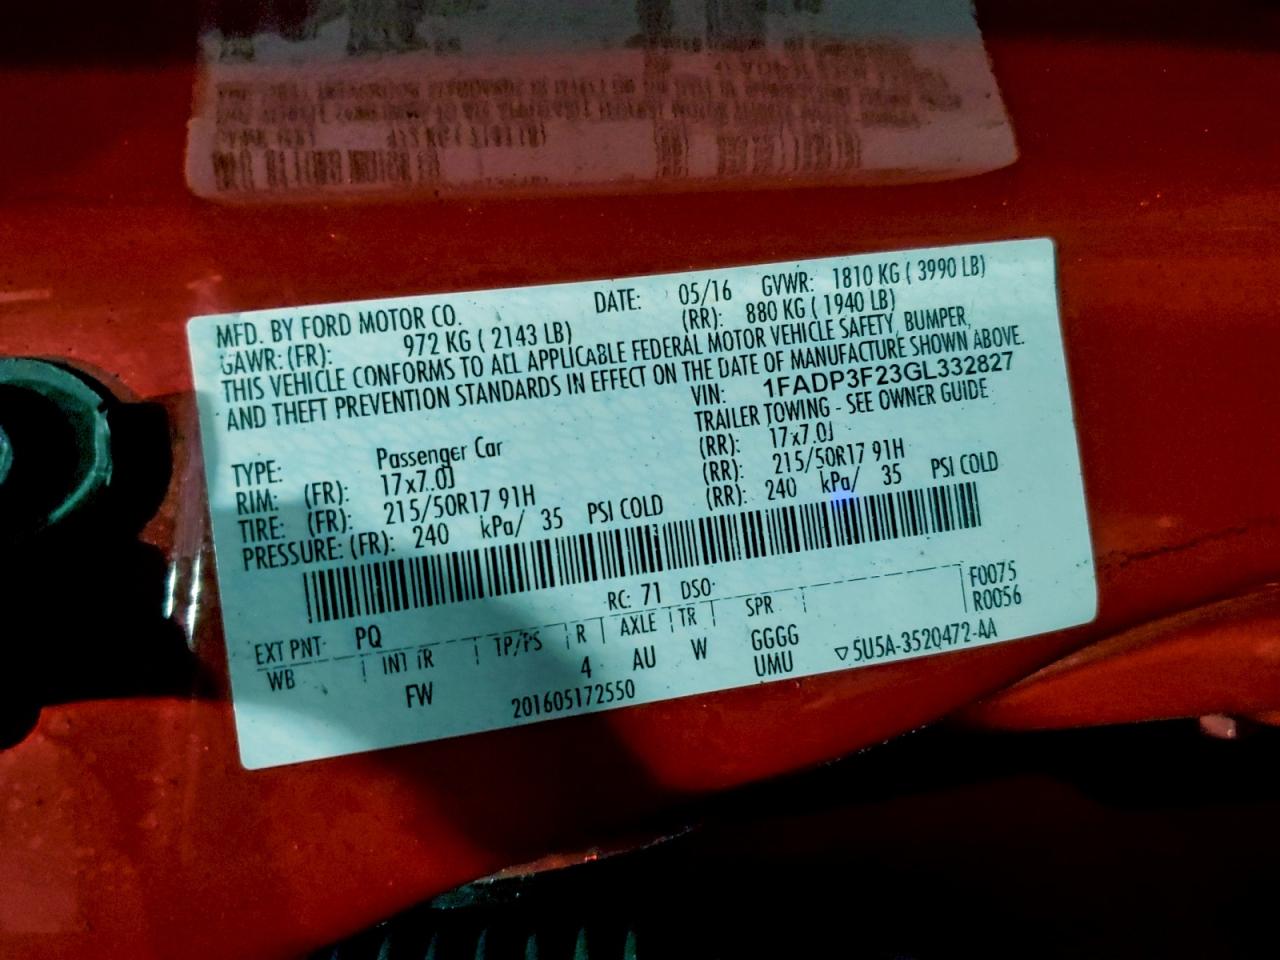 MFD. BY FORD MOTOR CO. DATE: 05/16 GVWR: 1810 KG ( 3990 LB)
GAWR: (FR): 972 KG ( 2143 LB) (RR): 880 KG ( 1940 LB)
THIS VEHICLE CONFORMS TO ALL APPLICABLE FEDERAL MOTOR VEHICLE SAFETY, BUMPER,
AND THEFT PREVENTION STANDARDS IN EFFECT ON THE DATE OF MANUFACTURE SHOWN ABOVE.
VIN: 1FADP3F23GL332827
TRAILER TOWING - SEE OWNER GUIDE
TYPE: Passenger Car
RIM: (FR): 17x7.0J (RR): 17x7.0J
TIRE: (FR): 215/50R17 91H (RR): 215/50R17 91H
PRESSURE: (FR): 240 kPa/ 35 PSI COLD (RR): 240 kPa/ 35 PSI COLD
EXT PNT: PQ RC: 71 DSO: F0075
R0056
WB INT TR TP/PS R AXLE TR SPR
FW 4 AU W GGGG
UMU
201605172550
▽5U5A-3520472-AA